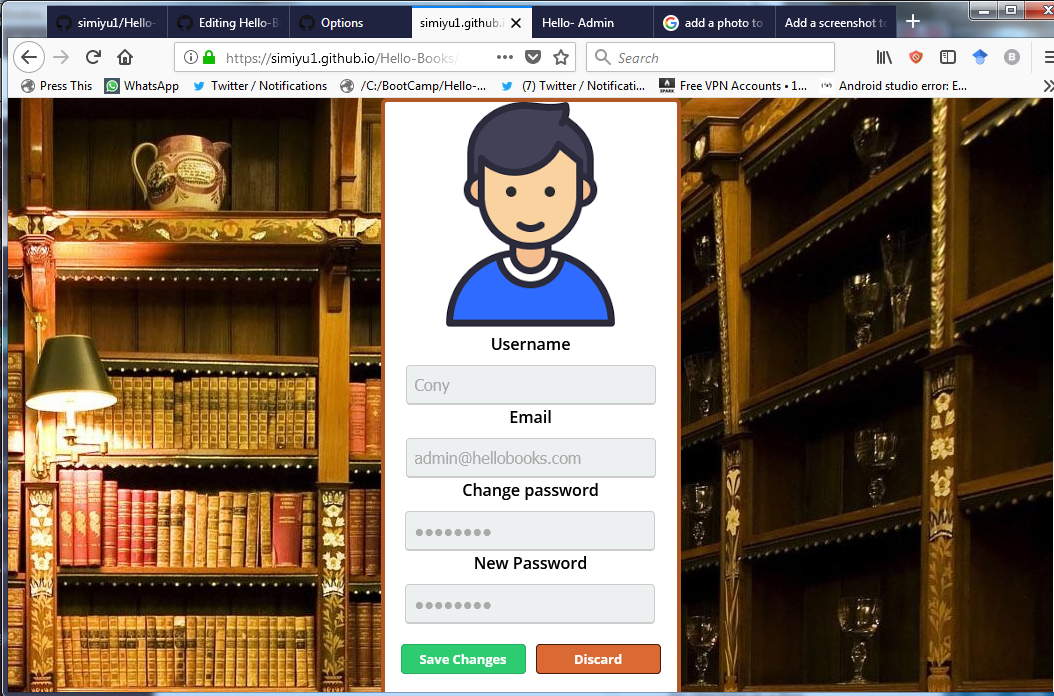 simiyu1/Hello-
Editing Hello-B
Options
simiyu1.github.i
Hello- Admin
add a photo to
Add a screenshot to
https://simiyu1.github.io/Hello-Books/
Search
Press This
WhatsApp
Twitter / Notifications
/C:/BootCamp/Hello-...
(7) Twitter / Notificati...
Free VPN Accounts • 1...
Android studio error: E...
Username
Cony
Email
admin@hellobooks.com
Change password
●●●●●●●●
New Password
●●●●●●●●
Save Changes
Discard